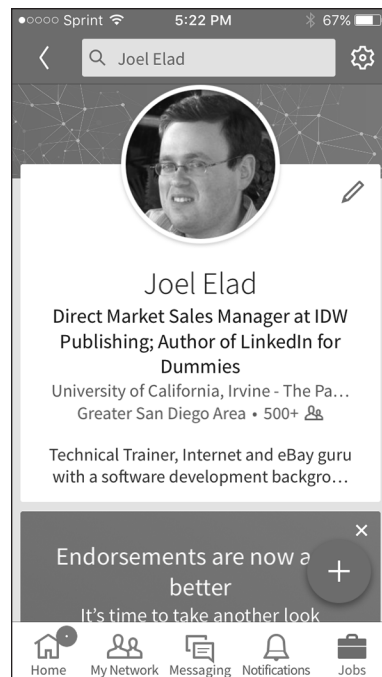 Sprint 5:22 PM 67%
Joel Elad
Joel Elad
Direct Market Sales Manager at IDW
Publishing; Author of LinkedIn for
Dummies
University of California, Irvine - The Pa…
Greater San Diego Area • 500+
Technical Trainer, Internet and eBay guru
with a software development backgro…
Endorsements are now a
better
It’s time to take another look
Home My Network Messaging Notifications Jobs